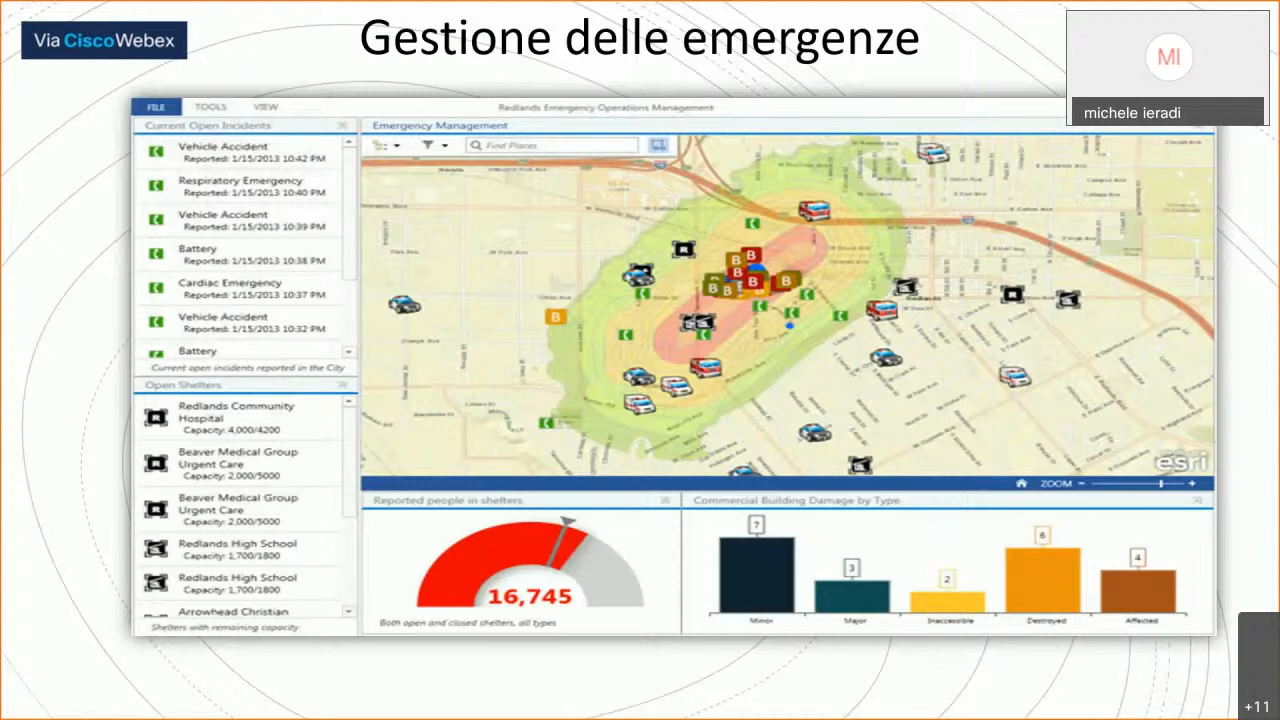 Via CiscoWebex
Gestione delle emergenze
MI
michele ieradi
FILE TOOLS VIEW
Redlands Emergency Operations Management
Current Open Incidents
Vehicle Accident
Reported: 1/15/2013 10:42 PM
Respiratory Emergency
Reported: 1/15/2013 10:40 PM
Vehicle Accident
Reported: 1/15/2013 10:39 PM
Battery
Reported: 1/15/2013 10:38 PM
Cardiac Emergency
Reported: 1/15/2013 10:37 PM
Vehicle Accident
Reported: 1/15/2013 10:32 PM
Battery
Current open incidents reported in the City
Open Shelters
Redlands Community
Hospital
Capacity: 4,000/4200
Beaver Medical Group
Urgent Care
Capacity: 2,000/5000
Beaver Medical Group
Urgent Care
Capacity: 2,000/5000
Redlands High School
Capacity: 1,700/1800
Redlands High School
Capacity: 1,700/1800
Arrowhead Christian
Shelters with remaining capacity
Emergency Management
Find Places
B
B
B
B
B
B
B
B
esri
ZOOM
Reported people in shelters
16,745
Both open and closed shelters, all types
Commercial Building Damage by Type
7
3
2
6
4
Minor Major Inaccessible Destroyed Affected
+11